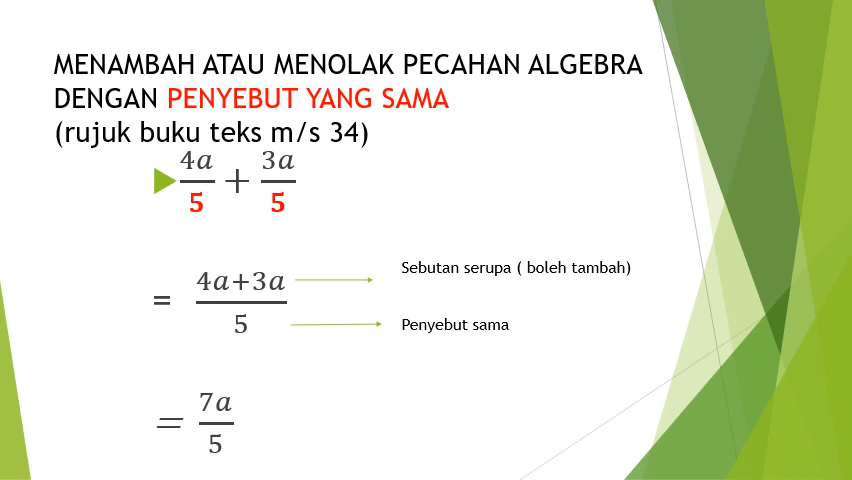 MENAMBAH ATAU MENOLAK PECAHAN ALGEBRA
DENGAN PENYEBUT YANG SAMA
(rujuk buku teks m/s 34)
4a/5 + 3a/5
= (4a+3a)/5
Sebutan serupa ( boleh tambah)
Penyebut sama
= 7a/5